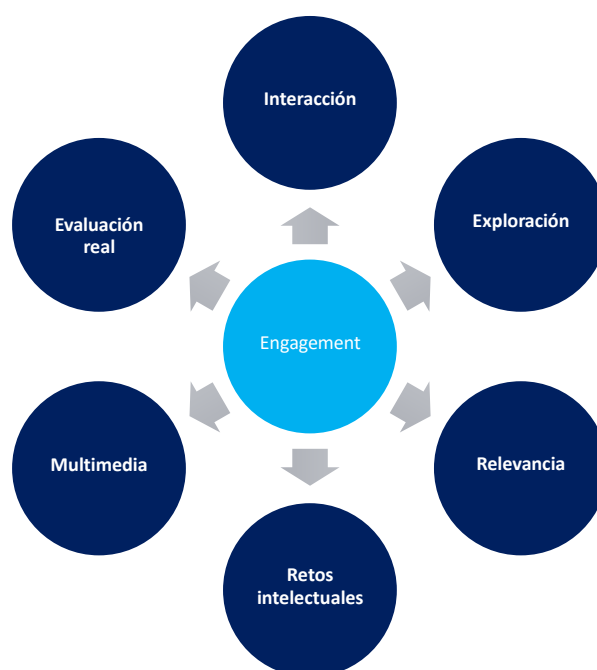 Interacción
Exploración
Evaluación
real
Engagement
Multimedia
Relevancia
Retos
intelectuales